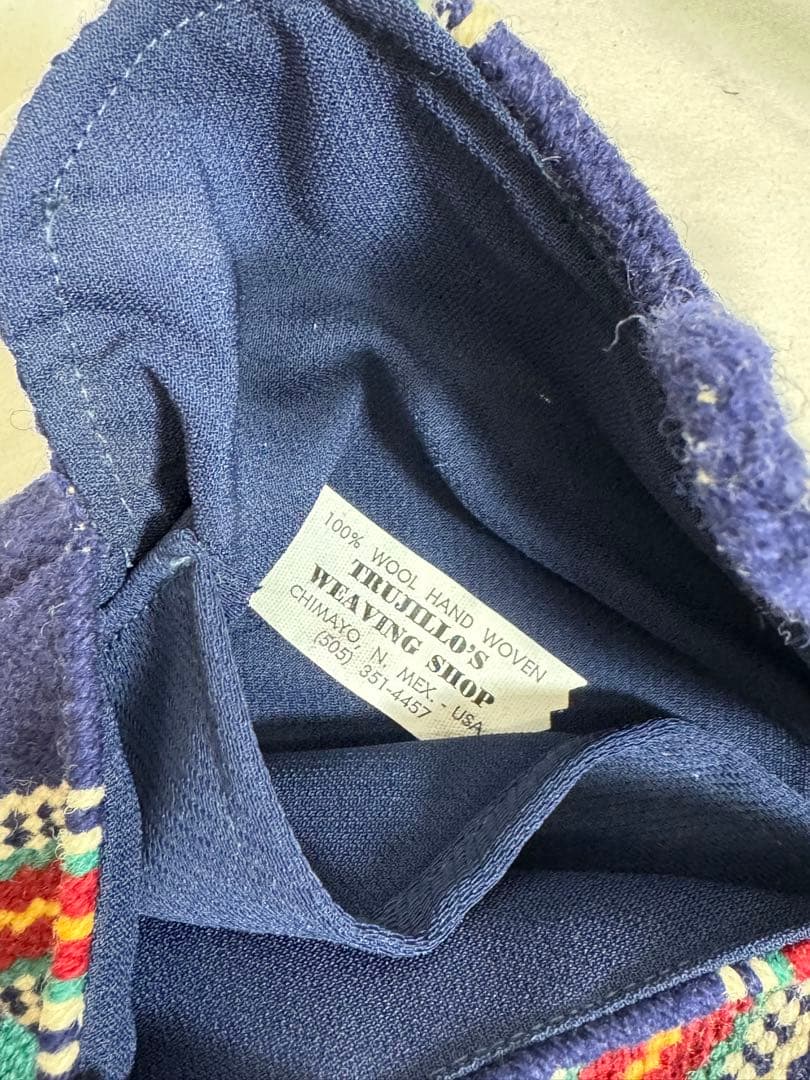 100% WOOL HAND WOVEN
TRUJILLO'S
WEAVING SHOP
CHIMAYO, N. MEX. - USA
(505) 351-4457